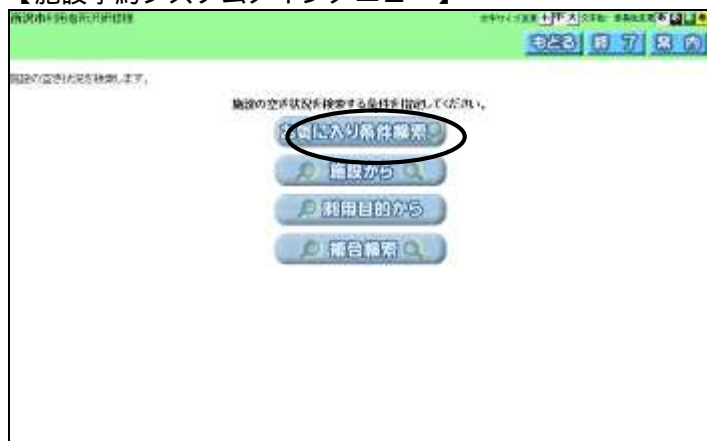 【施設予約システムメインメニュー】
もどる 終了 案内
施設の空き状況を検索します。
施設の空き状況を検索する条件を指定してください。
お気に入り条件検索
施設から
利用目的から
複合検索